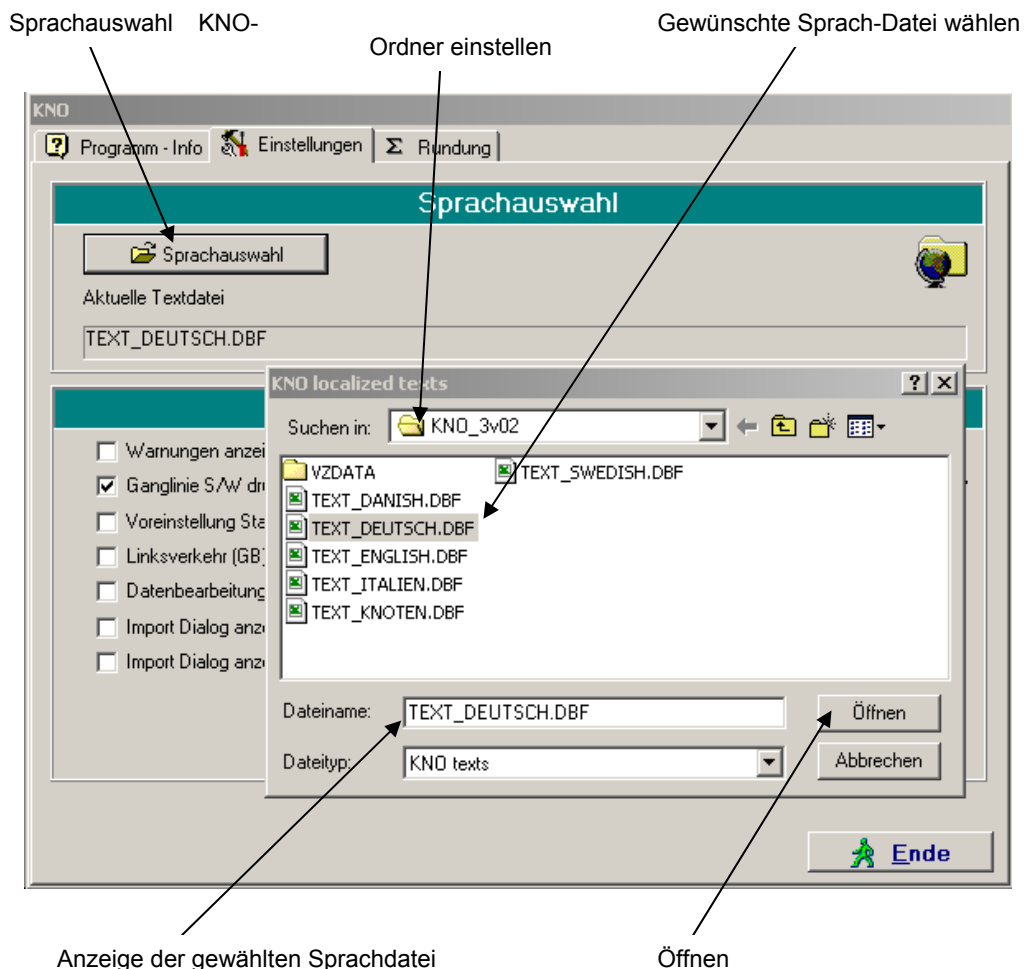 Sprachauswahl KNO-
Ordner einstellen
Gewünschte Sprach-Datei wählen
KNO
Programm - Info
Einstellungen
Σ Rundung
Sprachauswahl
Sprachauswahl
Aktuelle Textdatei
TEXT_DEUTSCH.DBF
KNO localized texts
Suchen in: KNO_3v02
VZDATA
TEXT_DANISH.DBF
TEXT_DEUTSCH.DBF
TEXT_ENGLISH.DBF
TEXT_ITALIEN.DBF
TEXT_KNOTEN.DBF
TEXT_SWEDISH.DBF
Dateiname: TEXT_DEUTSCH.DBF
Öffnen
Dateityp: KNO texts
Abbrechen
Warnungen anzei
Ganglinie S/W dr
Voreinstellung Sta
Linksverkehr (GB)
Datenbearbeitung
Import Dialog anz
Import Dialog anz
Ende
Anzeige der gewählten Sprachdatei
Öffnen